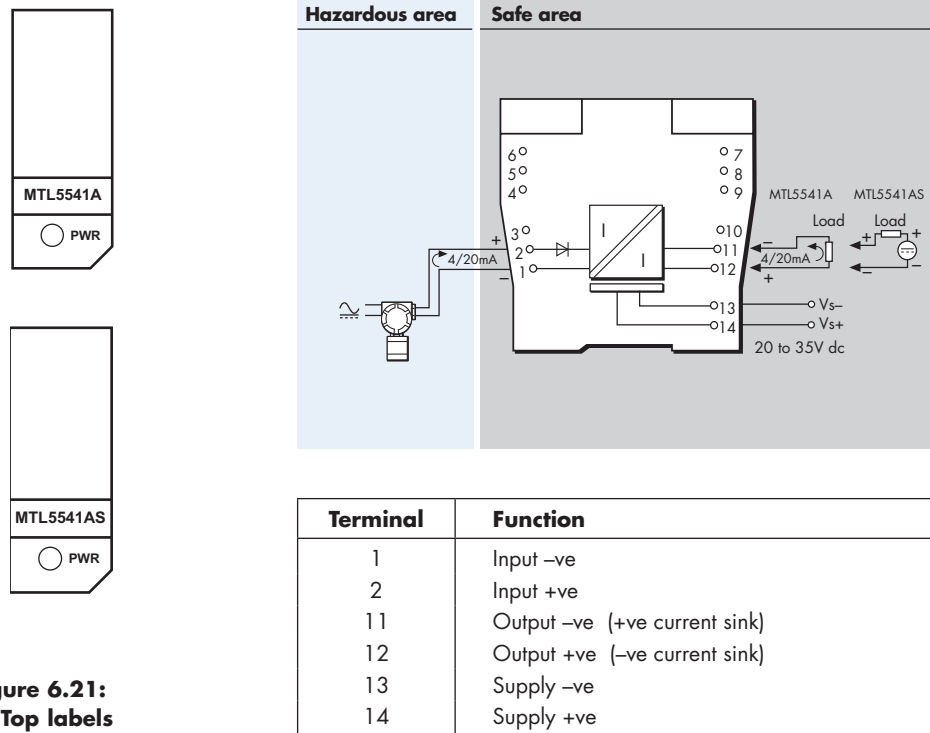 MTL5541A
PWR
MTL5541AS
PWR
gure 6.21:
Top labels
Hazardous area Safe area
6 7
5 8
4 9
MTL5541A MTL5541AS
Load Load
3 10
+ 2 11 – + +
4/20mA I I 4/20mA
– 1 12 + – –
13 Vs–
14 Vs+
20 to 35V dc
Terminal Function
1 Input –ve
2 Input +ve
11 Output –ve (+ve current sink)
12 Output +ve (–ve current sink)
13 Supply –ve
14 Supply +ve